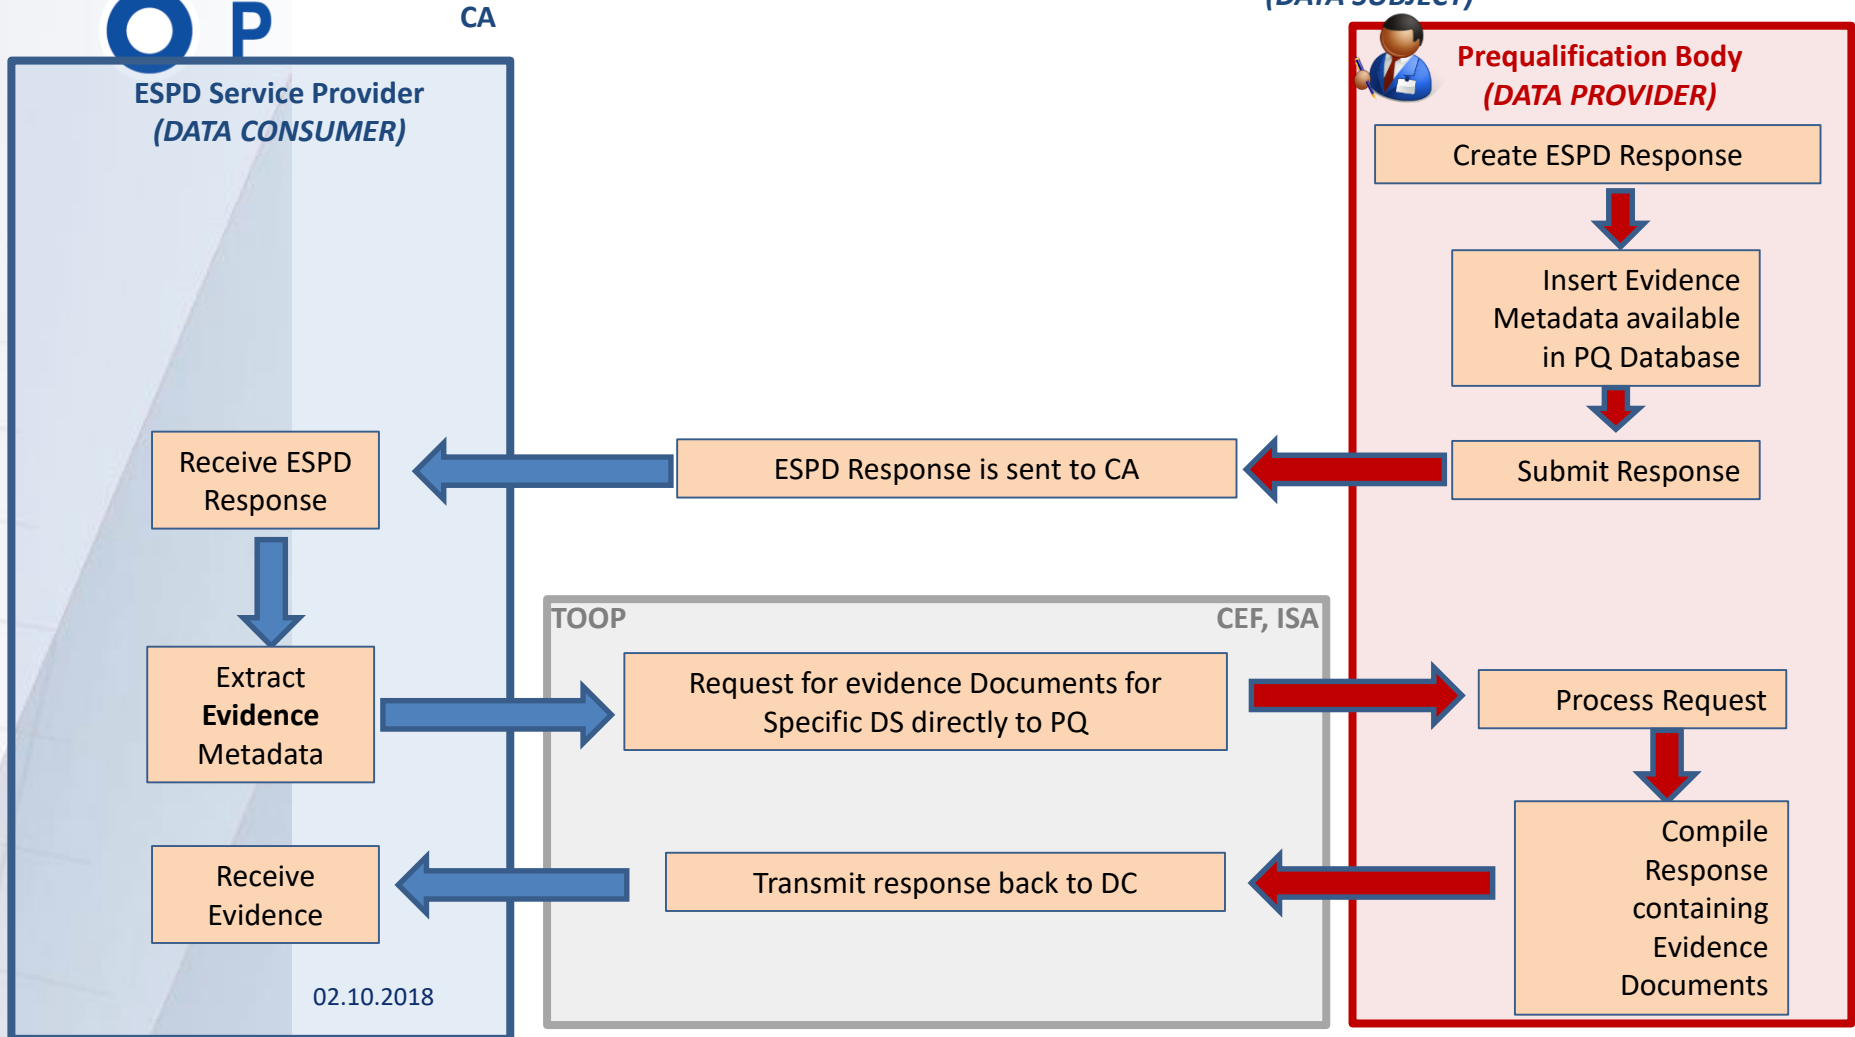 O P
CA
(DATA SUBJECT)
ESPD Service Provider
(DATA CONSUMER)
Prequalification Body
(DATA PROVIDER)
Create ESPD Response
Insert Evidence
Metadata available
in PQ Database
Submit Response
ESPD Response is sent to CA
Receive ESPD
Response
TOOP
CEF, ISA
Extract
Evidence
Metadata
Request for evidence Documents for
Specific DS directly to PQ
Process Request
Compile
Response
containing
Evidence
Documents
Transmit response back to DC
Receive
Evidence
02.10.2018